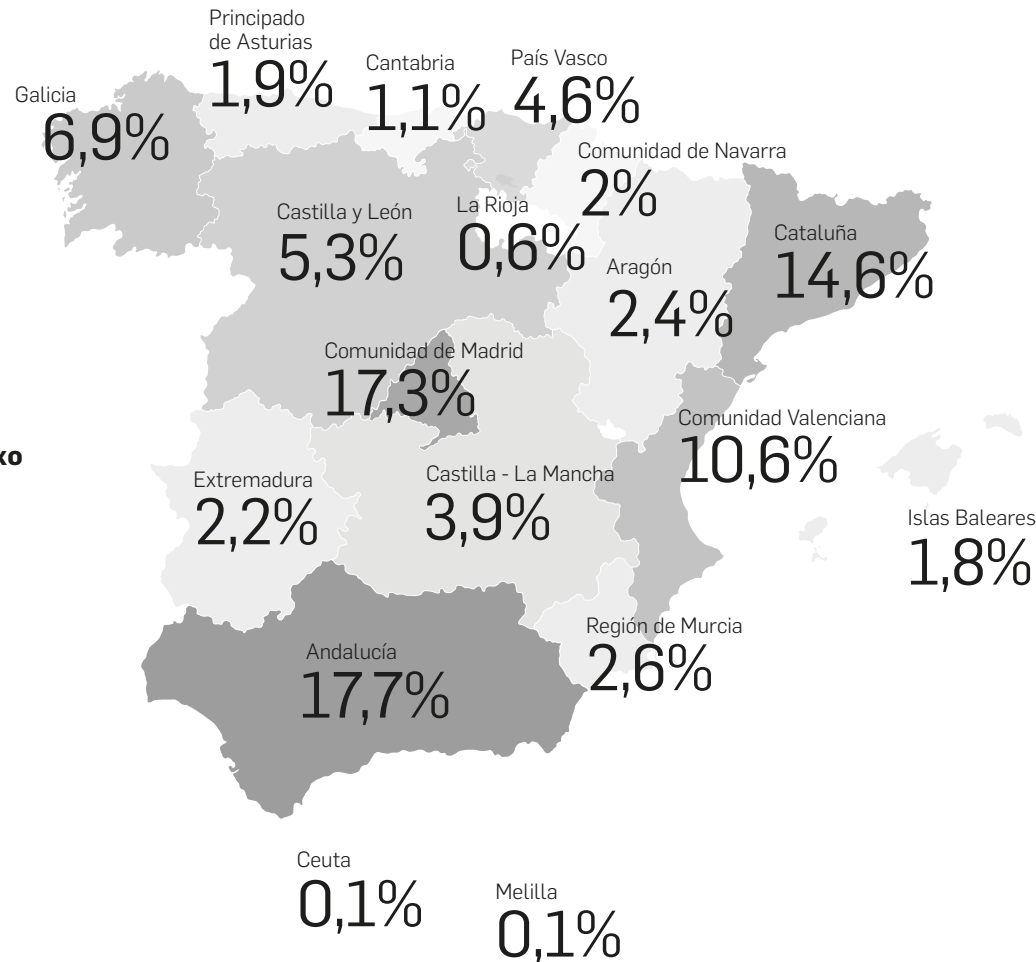 Principado
de Asturias
1,9%
Cantabria
1,1%
País Vasco
4,6%
Galicia
6,9%
Comunidad de Navarra
2%
Castilla y León
5,3%
La Rioja
0,6%
Cataluña
14,6%
Aragón
2,4%
Comunidad de Madrid
17,3%
Comunidad Valenciana
10,6%
Extremadura
2,2%
Castilla - La Mancha
3,9%
Islas Baleares
1,8%
Región de Murcia
2,6%
Andalucía
17,7%
Ceuta
0,1%
Melilla
0,1%